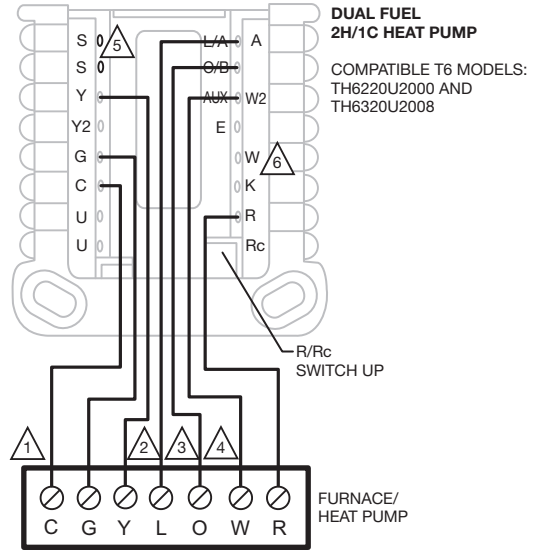 DUAL FUEL
2H/1C HEAT PUMP
COMPATIBLE T6 MODELS:
TH6220U2000 AND
TH6320U2008
S
5
S
Y
Y2
G
C
U
U
L/A A
O/B
AUX W2
E
W
6
K
R
Rc
R/Rc
SWITCH UP
1
2
3
4
C G Y L O W R
FURNACE/
HEAT PUMP